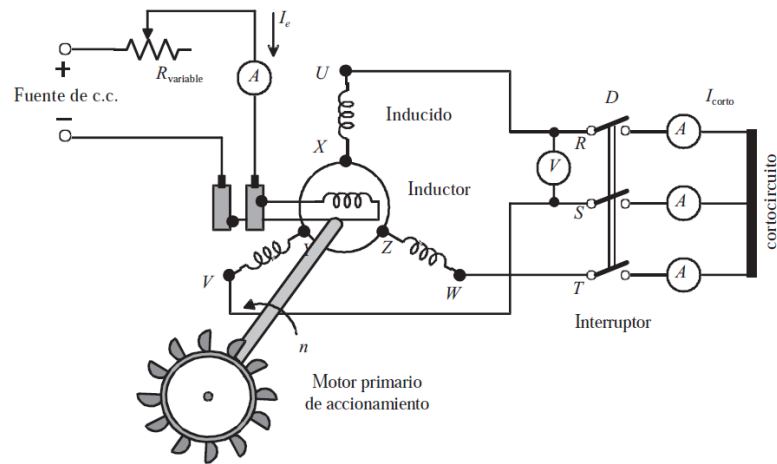 I_e
+
R_variable
A
Fuente de c.c.
−
U
Inducido
X
Inductor
D
I_corto
R
A
V
S
A
cortocircuito
Y
Z
V
W
T
A
Interruptor
n
Motor primario
de accionamiento